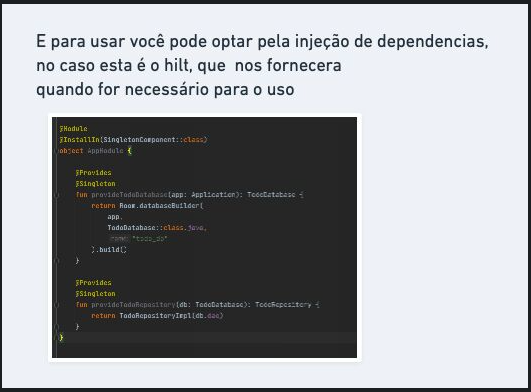 E para usar você pode optar pela injeção de dependencias,
no caso esta é o hilt, que nos fornecera
quando for necessário para o uso
@Module
@InstallIn(SingletonComponent::class)
object AppModule {
@Provides
@Singleton
fun provideTodoDatabase(app: Application): TodoDatabase {
return Room.databaseBuilder(
app,
TodoDatabase::class.java,
name: "todo_db"
).build()
}
@Provides
@Singleton
fun provideTodoRepository(db: TodoDatabase): TodoRepository {
return TodoRepositoryImpl(db.dao)
}
}